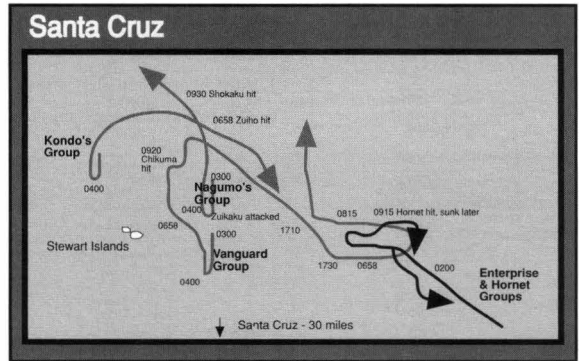 Santa Cruz
0930 Shokaku hit
0658 Zuiho hit
Kondo's
Group
0920
Chikuma
hit
0400
0300
Nagumo's
Group
0400
Zuikaku attacked
0658
0300
Stewart Islands
Vanguard
Group
0400
1710
1730
0815
0915 Hornet hit, sunk later
0658
0200
Enterprise
& Hornet
Groups
Santa Cruz - 30 miles